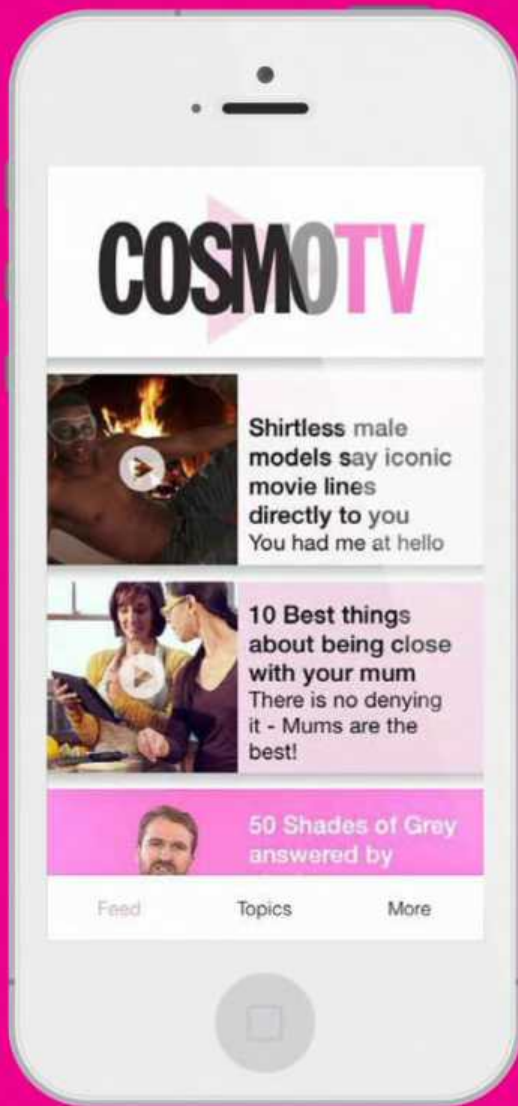 COSMOTV
Shirtless male
models say iconic
movie lines
directly to you
You had me at hello
10 Best things
about being close
with your mum
There is no denying
it - Mums are the
best!
50 Shades of Grey
answered by
Feed Topics More